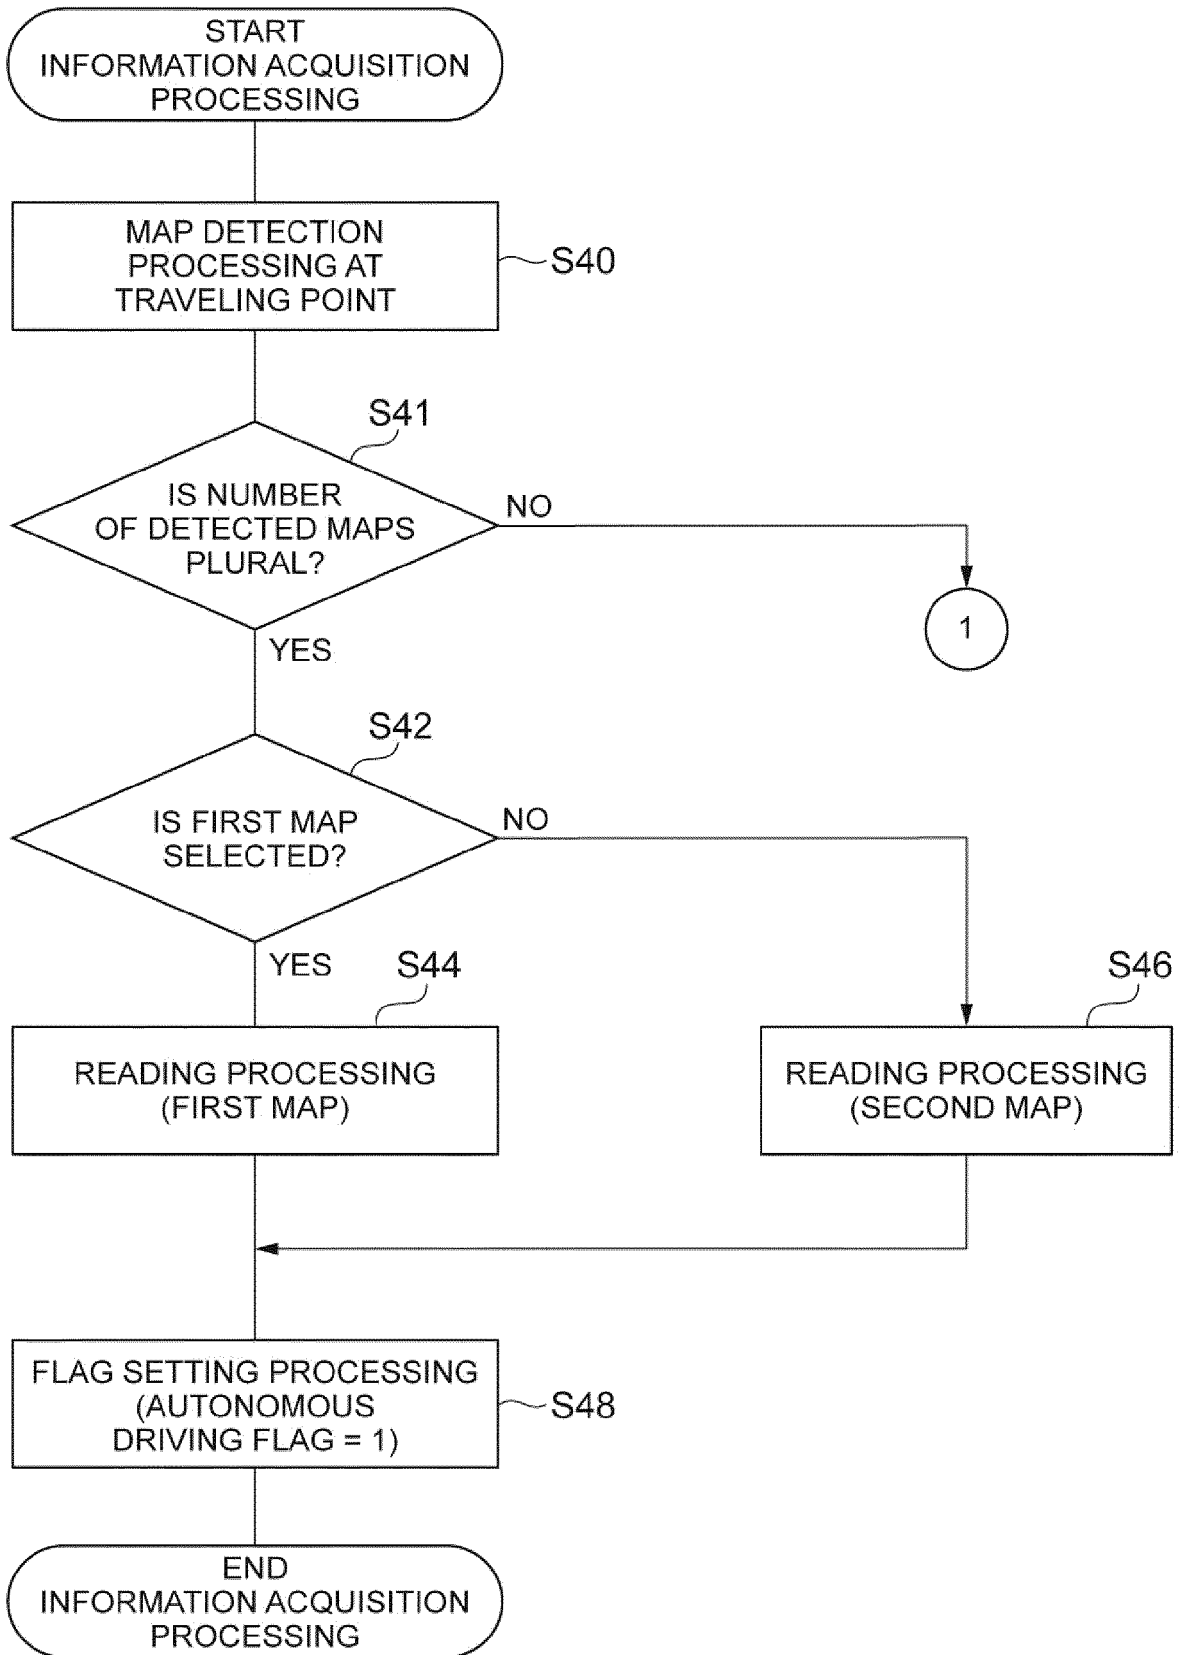 START
INFORMATION ACQUISITION
PROCESSING
MAP DETECTION
PROCESSING AT
TRAVELING POINT
S40
S41
IS NUMBER
OF DETECTED MAPS
PLURAL?
NO
1
YES
S42
IS FIRST MAP
SELECTED?
NO
YES
S44
S46
READING PROCESSING
(FIRST MAP)
READING PROCESSING
(SECOND MAP)
FLAG SETTING PROCESSING
(AUTONOMOUS
DRIVING FLAG = 1)
S48
END
INFORMATION ACQUISITION
PROCESSING